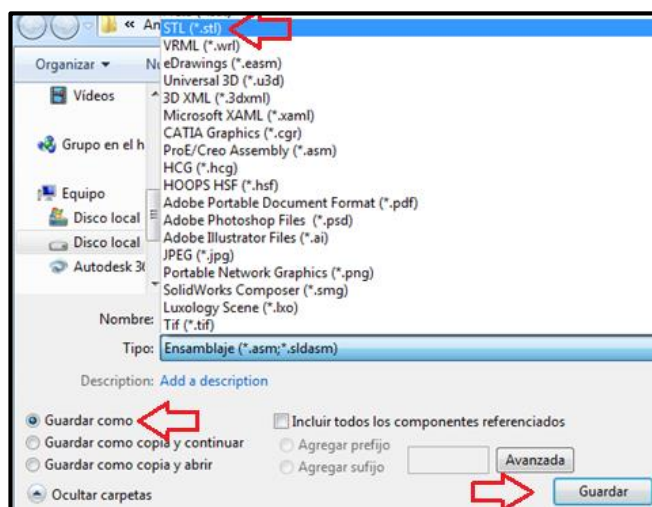 « An
STL (*.stl)
VRML (*.wrl)
Organizar
eDrawings (*.easm)
Universal 3D (*.u3d)
Vídeos
3D XML (*.3dxml)
Microsoft XAML (*.xaml)
CATIA Graphics (*.cgr)
Grupo en el h
ProE/Creo Assembly (*.asm)
HCG (*.hcg)
HOOPS HSF (*.hsf)
Equipo
Adobe Portable Document Format (*.pdf)
Disco local
Adobe Photoshop Files (*.psd)
Disco local
Adobe Illustrator Files (*.ai)
JPEG (*.jpg)
Autodesk 3
Portable Network Graphics (*.png)
SolidWorks Composer (*.smg)
Luxology Scene (*.lxo)
Nombre:
Tif (*.tif)
Tipo: Ensamblaje (*.asm;*.sldasm)
Description: Add a description
Guardar como
Incluir todos los componentes referenciados
Guardar como copia y continuar
Agregar prefijo
Guardar como copia y abrir
Agregar sufijo
Avanzada
Ocultar carpetas
Guardar